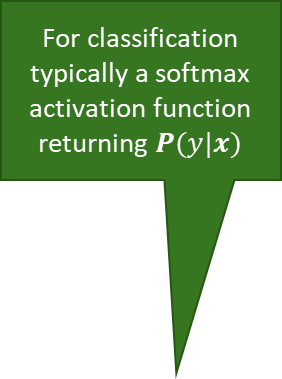 For classification
typically a softmax
activation function
returning 𝑷(𝑦|𝒙)